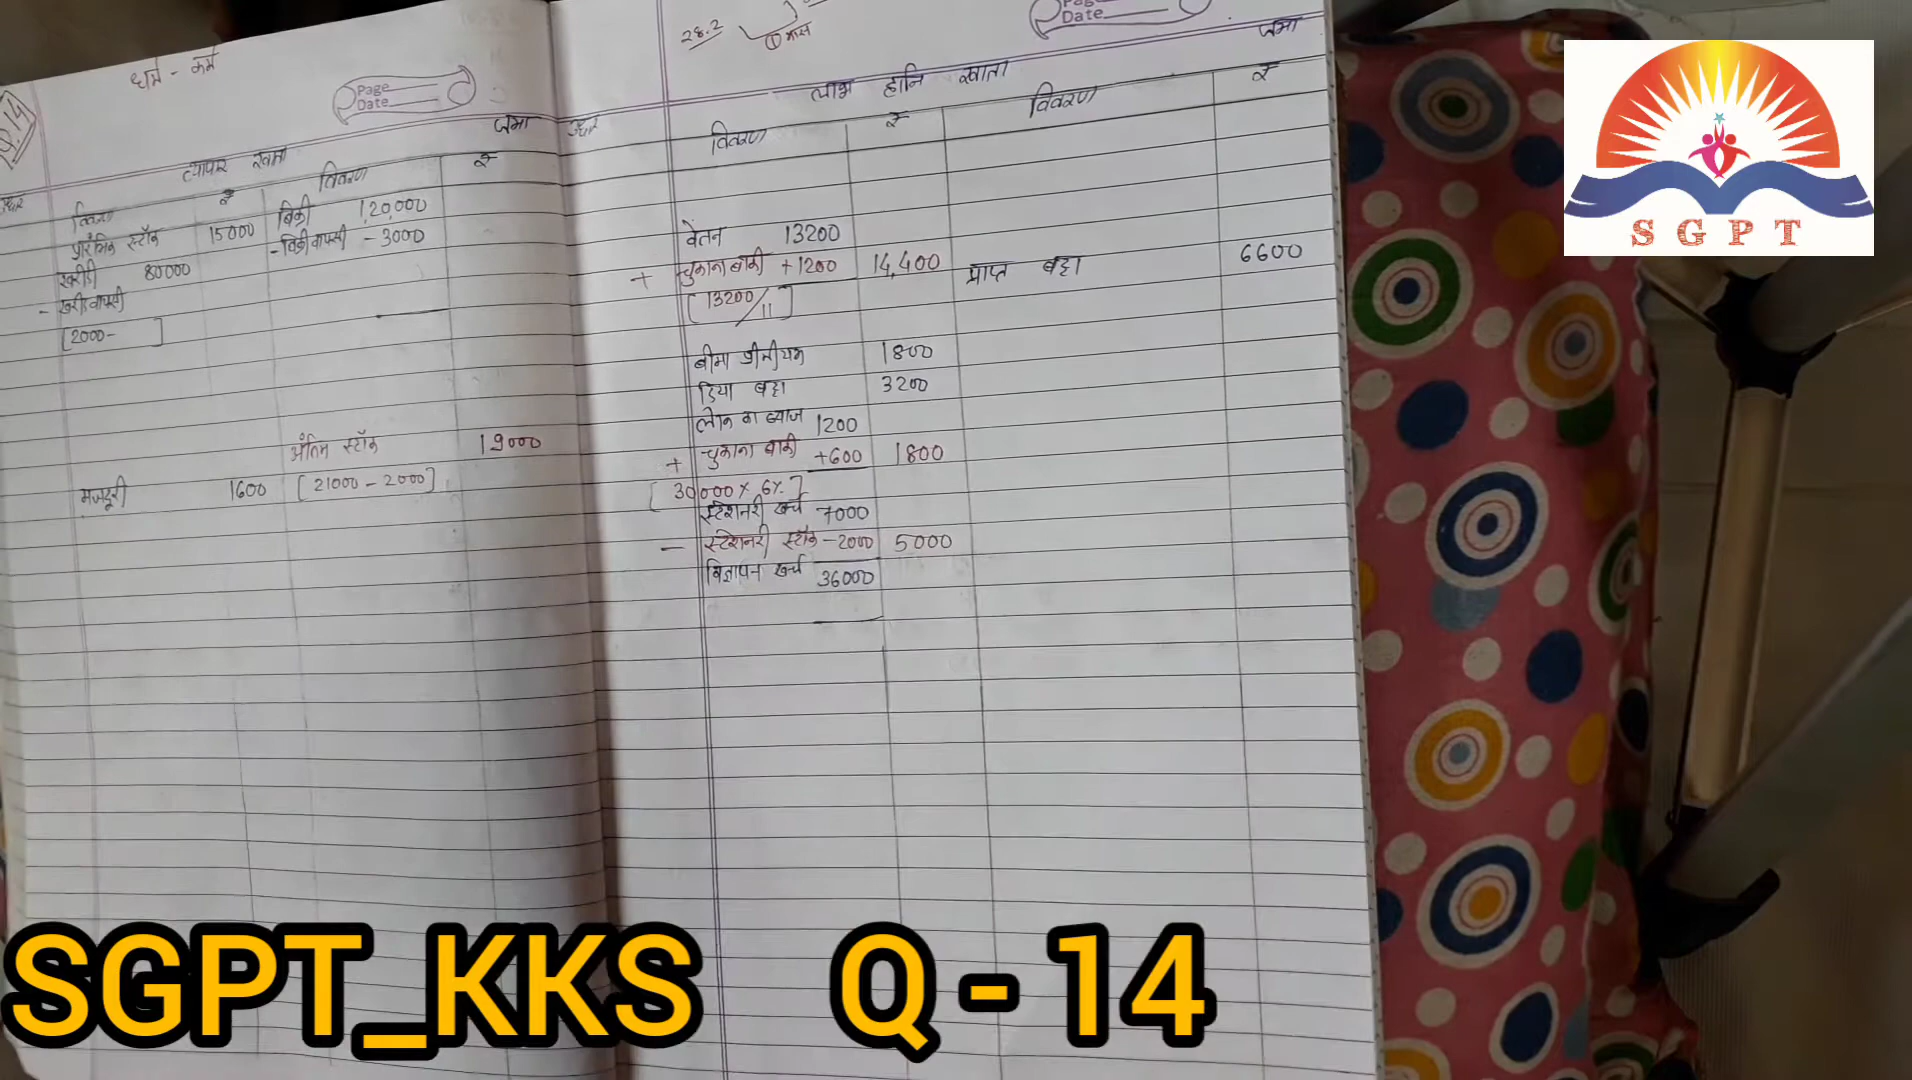 धर्म - कर्म
Page
Date
Q.14
जमा
व्यापार खाता
उधार
विवरण
₹
विवरण
₹
प्रारंभिक स्टॉक 15000
बिक्री 1,20,000
खरीदी 80000
- बिक्री वापसी - 3000
- खरीद वापसी
[2000- ]
अंतिम स्टॉक 19000
मजदूरी 1600
[21000 - 2000]
28.2
① मास
Page
Date
जमा
लाभ हानि खाता
उधार
विवरण
₹
विवरण
₹
वेतन 13200
+ चुकाना बाकी +1200 14,400
प्राप्त बट्टा 6600
[13200/11]
बीमा प्रीमीयम 1800
दिया बट्टा 3200
लोन का ब्याज 1200
+ चुकाना बाकी +600 1800
[30000 × 6%]
स्टेशनरी खर्च 7000
- स्टेशनरी स्टॉक -2000 5000
विज्ञापन खर्च 36000
SGPT
SGPT_KKS Q - 14